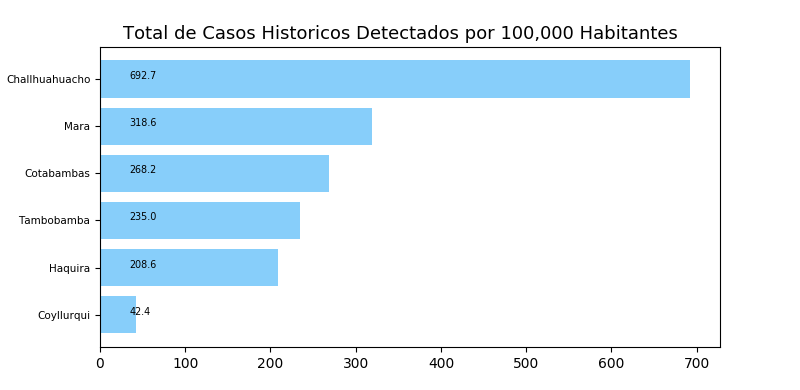 Total de Casos Historicos Detectados por 100,000 Habitantes
Challhuahuacho 692.7
Mara 318.6
Cotabambas 268.2
Tambobamba 235.0
Haquira 208.6
Coyllurqui 42.4
0 100 200 300 400 500 600 700